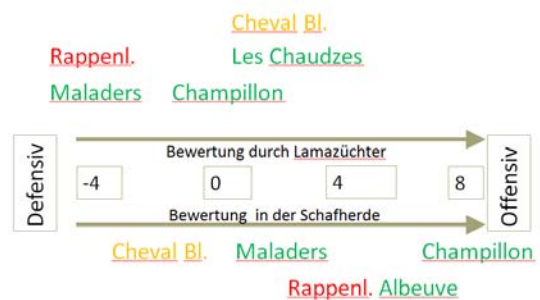 Cheval Bl.
Rappenl. Les Chaudzes
Maladers Champillon
Defensiv
Bewertung durch Lamazüchter
-4 0 4 8
Bewertung in der Schafherde
Offensiv
Cheval Bl. Maladers Champillon
Rappenl. Albeuve